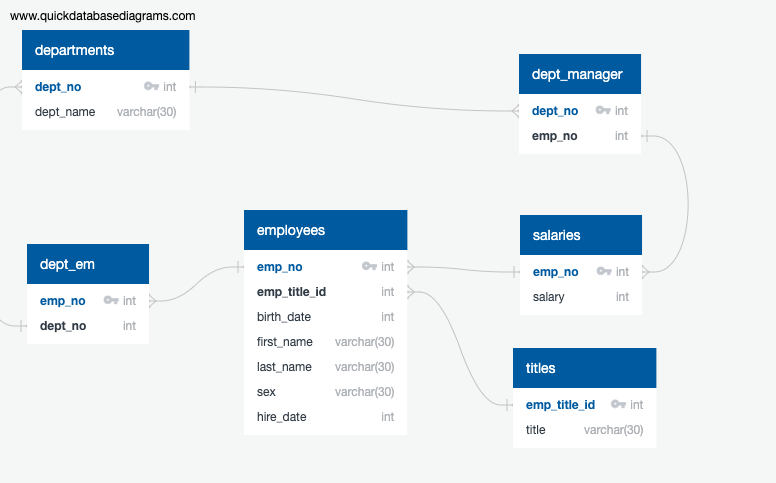 www.quickdatabasediagrams.com
departments
dept_no int
dept_name varchar(30)
dept_manager
dept_no int
emp_no int
employees
emp_no int
emp_title_id int
birth_date int
first_name varchar(30)
last_name varchar(30)
sex varchar(30)
hire_date int
salaries
emp_no int
salary int
dept_em
emp_no int
dept_no int
titles
emp_title_id int
title varchar(30)